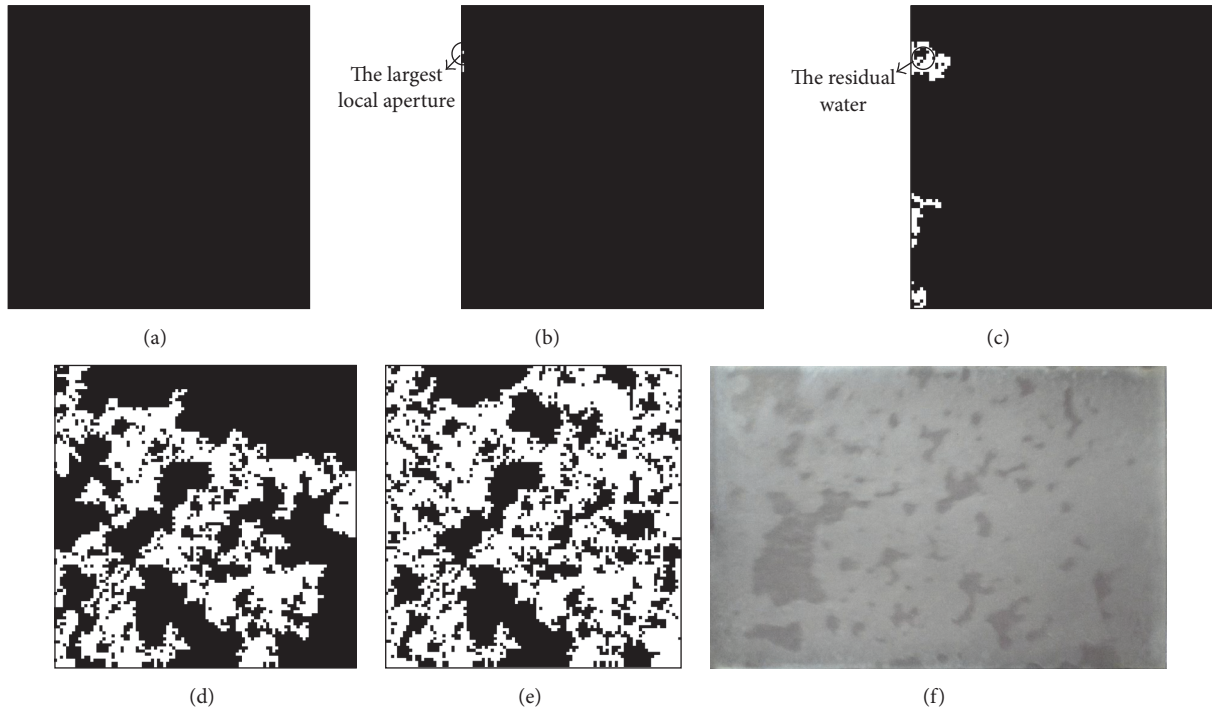 The largest
local aperture
The residual
water
(a)
(b)
(c)
(d)
(e)
(f)